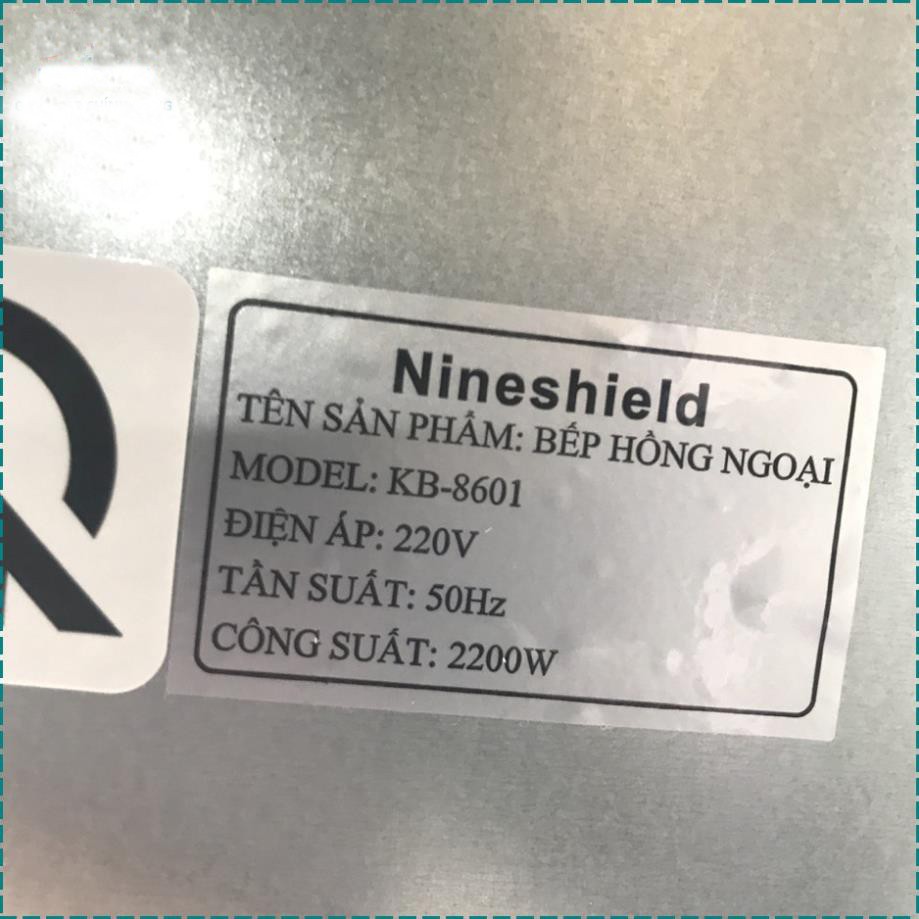 Nineshield
TÊN SẢN PHẨM: BẾP HỒNG NGOẠI
MODEL: KB-8601
ĐIỆN ÁP: 220V
TẦN SUẤT: 50Hz
CÔNG SUẤT: 2200W